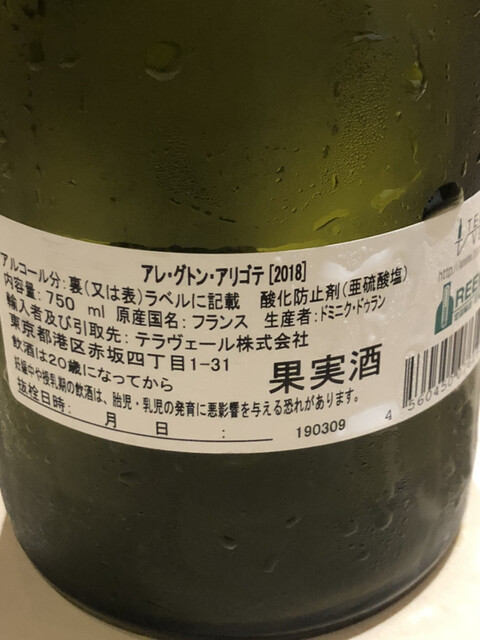 アレ・グトン・アリゴテ [2018]
アルコール分:裏(又は表)ラベルに記載 酸化防止剤(亜硫酸塩)
内容量:750 ml 原産国名:フランス 生産者:ドミニク・ドゥラン
輸入者及び引取先:テラヴェール株式会社
東京都港区赤坂四丁目1-31
飲酒は20歳になってから
果実酒
妊娠中や授乳期の飲酒は、胎児・乳児の発育に悪影響を与える恐れがあります。
抜栓日時: 月 日 :
190309
http://www.
4 560450